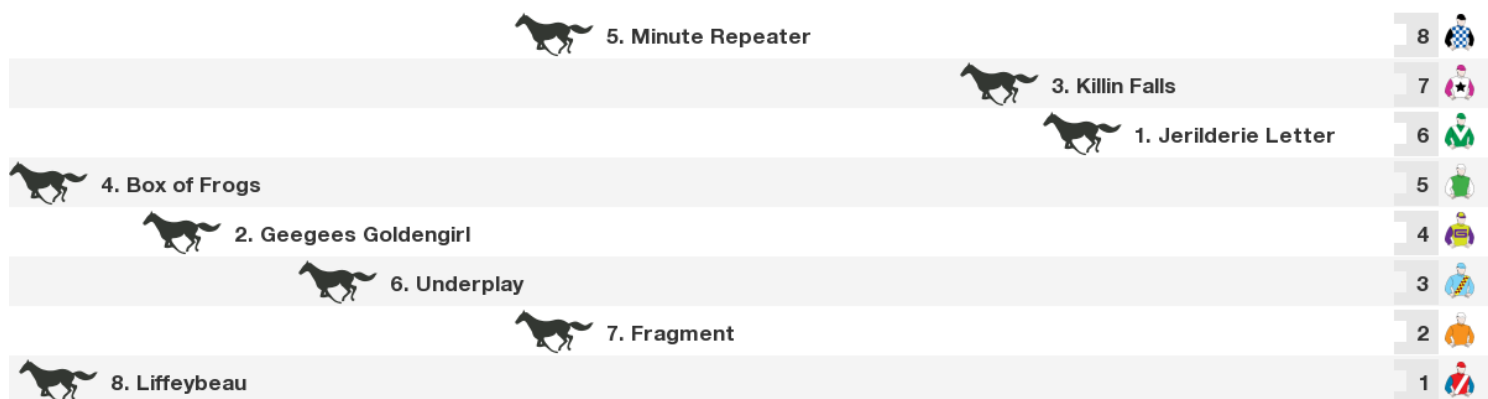 5. Minute Repeater 8
3. Killin Falls 7
1. Jerilderie Letter 6
4. Box of Frogs 5
2. Geegees Goldengirl 4
6. Underplay 3
7. Fragment 2
8. Liffeybeau 1